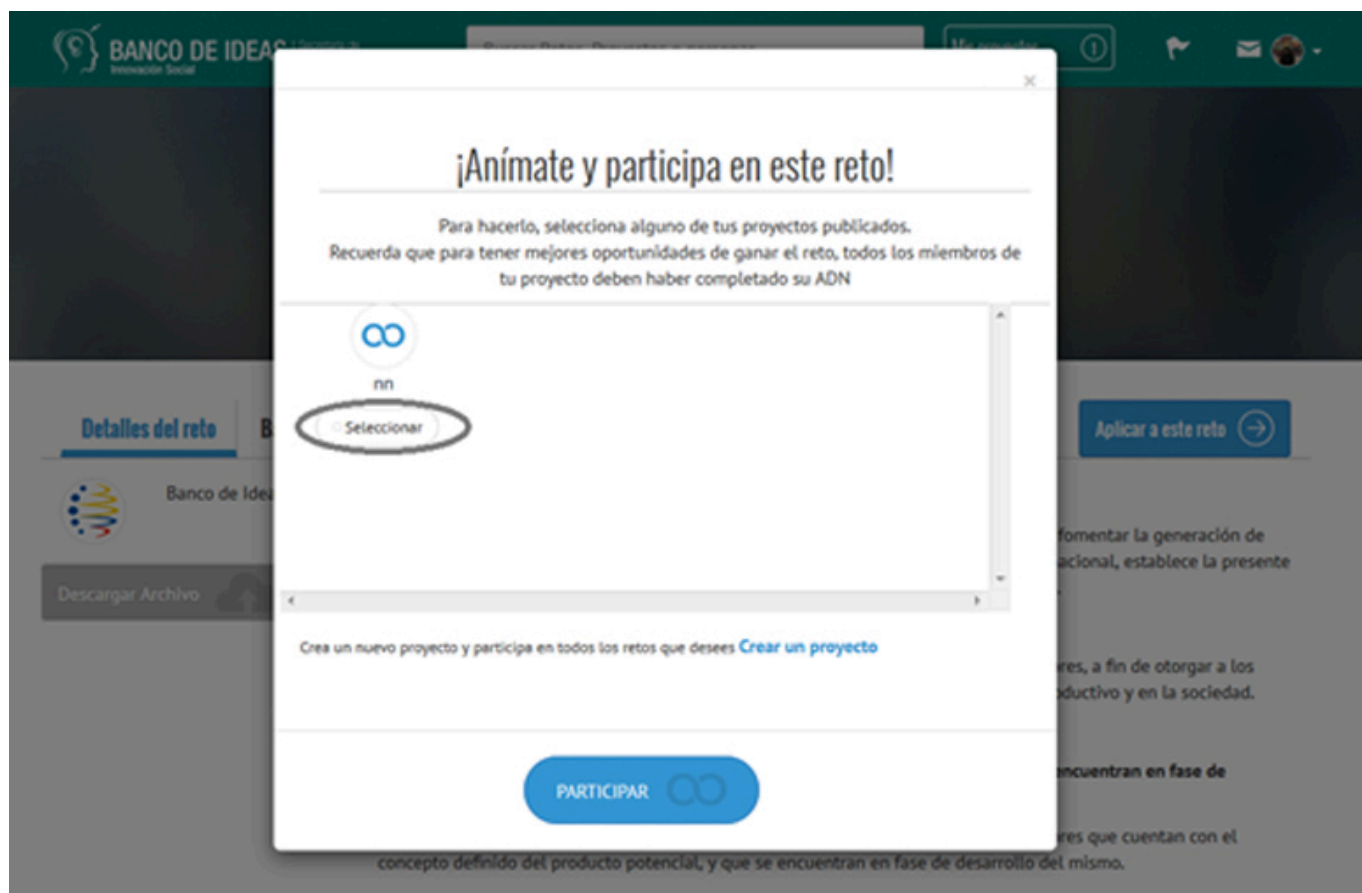 BANCO DE IDEAS
Innovación Social
1
×
¡Anímate y participa en este reto!
Para hacerlo, selecciona alguno de tus proyectos publicados.
Recuerda que para tener mejores oportunidades de ganar el reto, todos los miembros de
tu proyecto deben haber completado su ADN
nn
Seleccionar
Detalles del reto
B
Aplicar a este reto
Banco de Idea
fomentar la generación de
acional, establece la presente
Descargar Archivo
Crea un nuevo proyecto y participa en todos los retos que desees Crear un proyecto
res, a fin de otorgar a los
ductivo y en la sociedad.
encuentran en fase de
PARTICIPAR
res que cuentan con el
concepto definido del producto potencial, y que se encuentran en fase de desarrollo del mismo.